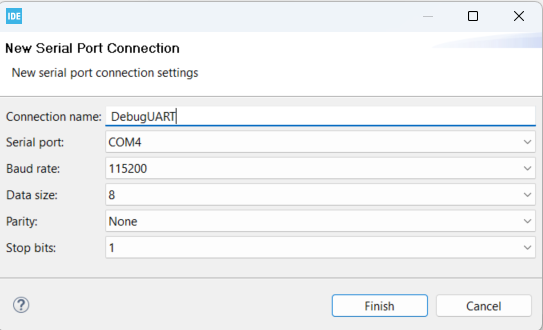 IDE
New Serial Port Connection
New serial port connection settings
Connection name: DebugUART
Serial port: COM4
Baud rate: 115200
Data size: 8
Parity: None
Stop bits: 1
? Finish Cancel